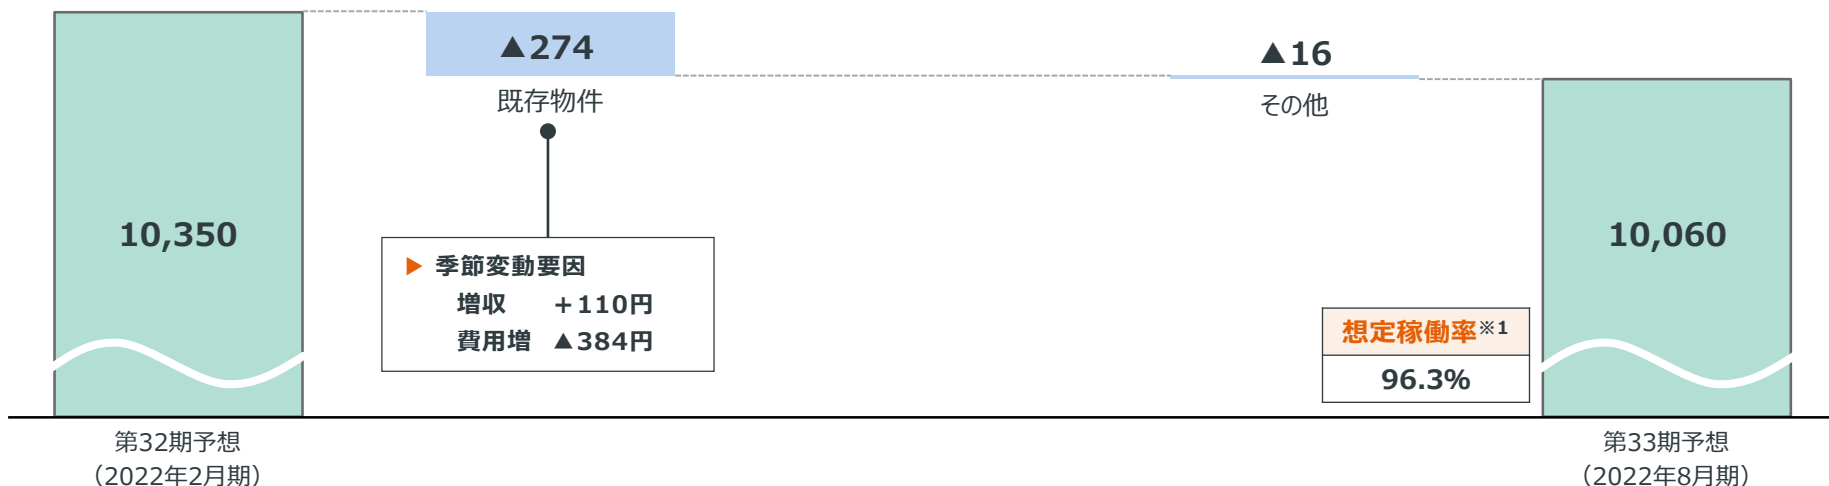 ▲274
既存物件
▲16
その他
10,350
▶ 季節変動要因
増収 +110円
費用増 ▲384円
想定稼働率※1
96.3%
10,060
第32期予想
（2022年2月期）
第33期予想
（2022年8月期）